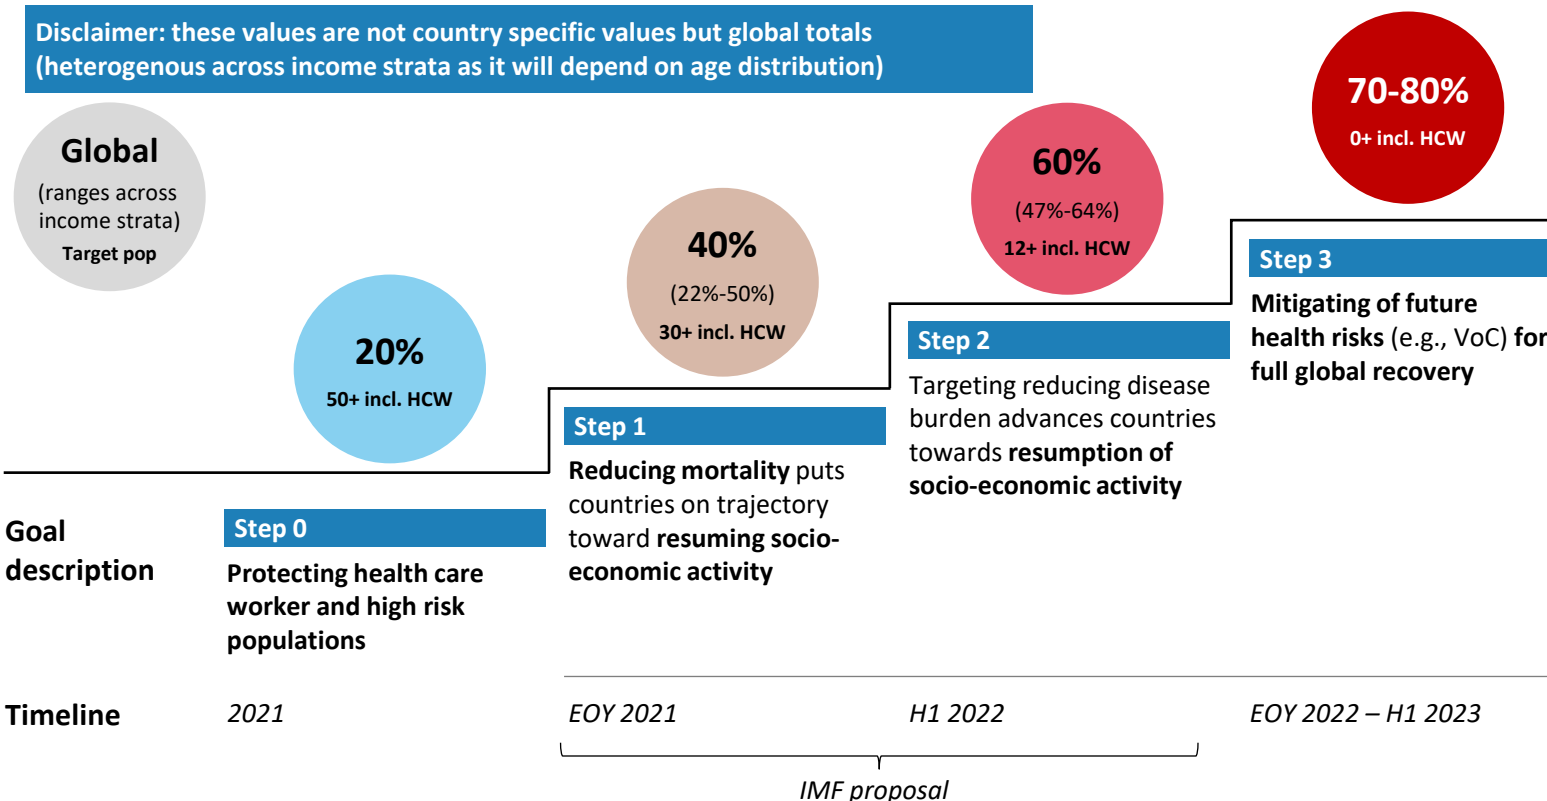 Disclaimer: these values are not country specific values but global totals
(heterogenous across income strata as it will depend on age distribution)
Global
(ranges across
income strata)
Target pop
20%
50+ incl. HCW
40%
(22%-50%)
30+ incl. HCW
60%
(47%-64%)
12+ incl. HCW
70-80%
0+ incl. HCW
Goal
description
Step 0
Protecting health care
worker and high risk
populations
Step 1
Reducing mortality puts
countries on trajectory
toward resuming socio-
economic activity
Step 2
Targeting reducing disease
burden advances countries
towards resumption of
socio-economic activity
Step 3
Mitigating of future
health risks (e.g., VoC) for
full global recovery
Timeline
2021
EOY 2021
H1 2022
EOY 2022 – H1 2023
IMF proposal